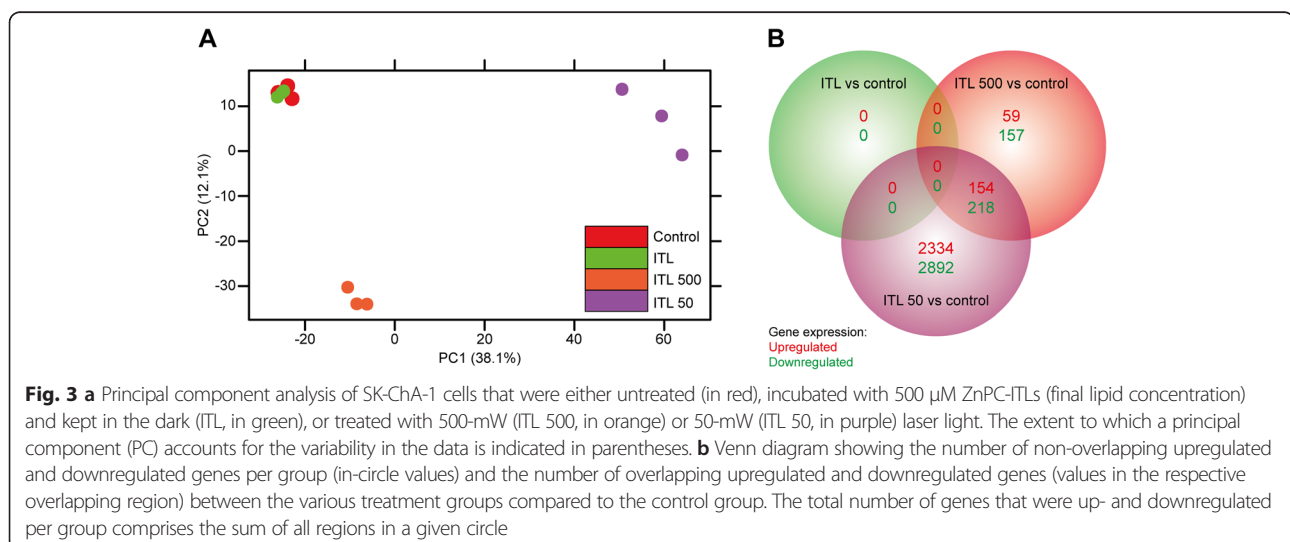 A
PC2 (12.1%)
10
0
-10
-20
-30
Control
ITL
ITL 500
ITL 50
-20
0
20
40
60
PC1 (38.1%)
B
ITL vs control
ITL 500 vs control
0
0
0
0
59
157
0
0
0
0
154
218
2334
2892
ITL 50 vs control
Gene expression:
Upregulated
Downregulated
Fig. 3 a Principal component analysis of SK-ChA-1 cells that were either untreated (in red), incubated with 500 μM ZnPC-ITLs (final lipid concentration)
and kept in the dark (ITL, in green), or treated with 500-mW (ITL 500, in orange) or 50-mW (ITL 50, in purple) laser light. The extent to which a principal
component (PC) accounts for the variability in the data is indicated in parentheses. b Venn diagram showing the number of non-overlapping upregulated
and downregulated genes per group (in-circle values) and the number of overlapping upregulated and downregulated genes (values in the respective
overlapping region) between the various treatment groups compared to the control group. The total number of genes that were up- and downregulated
per group comprises the sum of all regions in a given circle